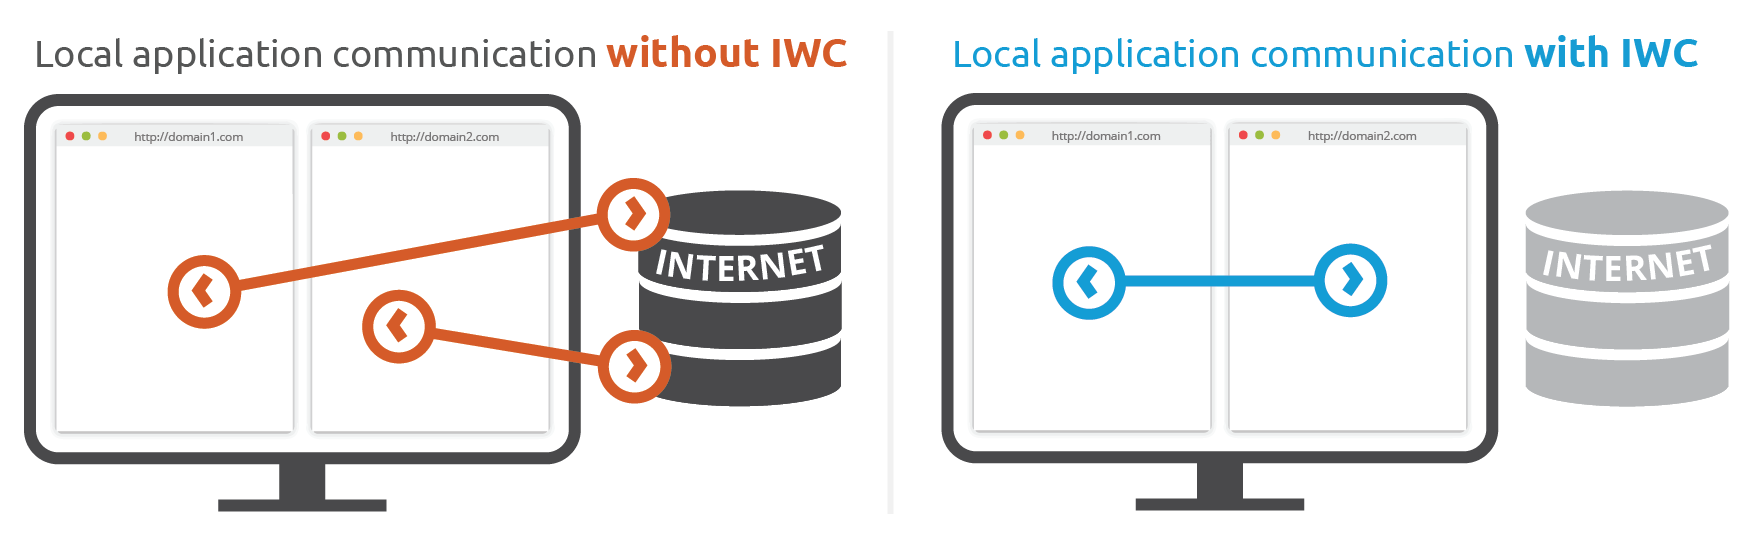 Local application communication without IWC
http://domain1.com
http://domain2.com
INTERNET
Local application communication with IWC
http://domain1.com
http://domain2.com
INTERNET